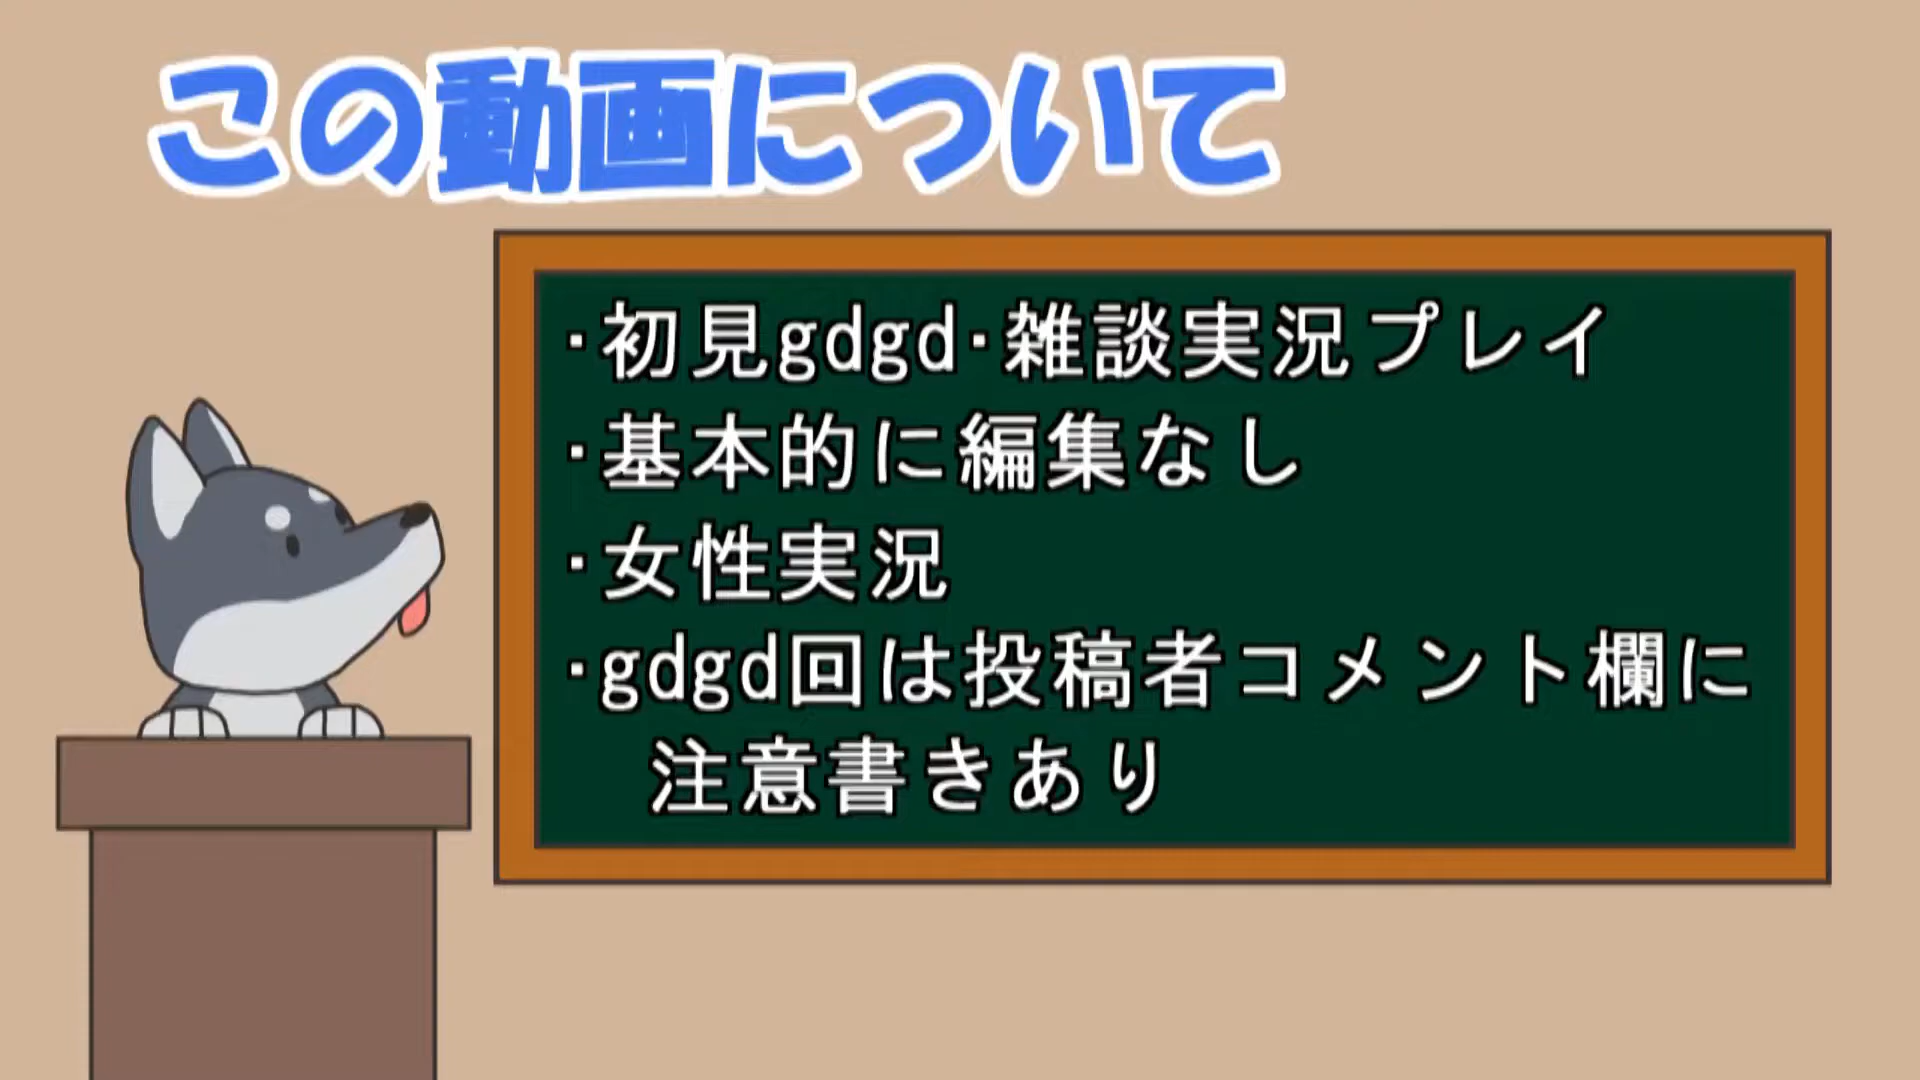 この動画について
・初見gdgd・雑談実況プレイ
・基本的に編集なし
・女性実況
・gdgd回は投稿者コメント欄に
注意書きあり